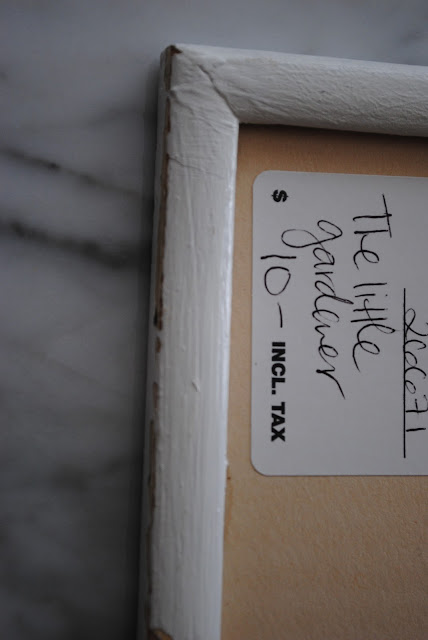 The little
gardener
$ 10 – INCL. TAX